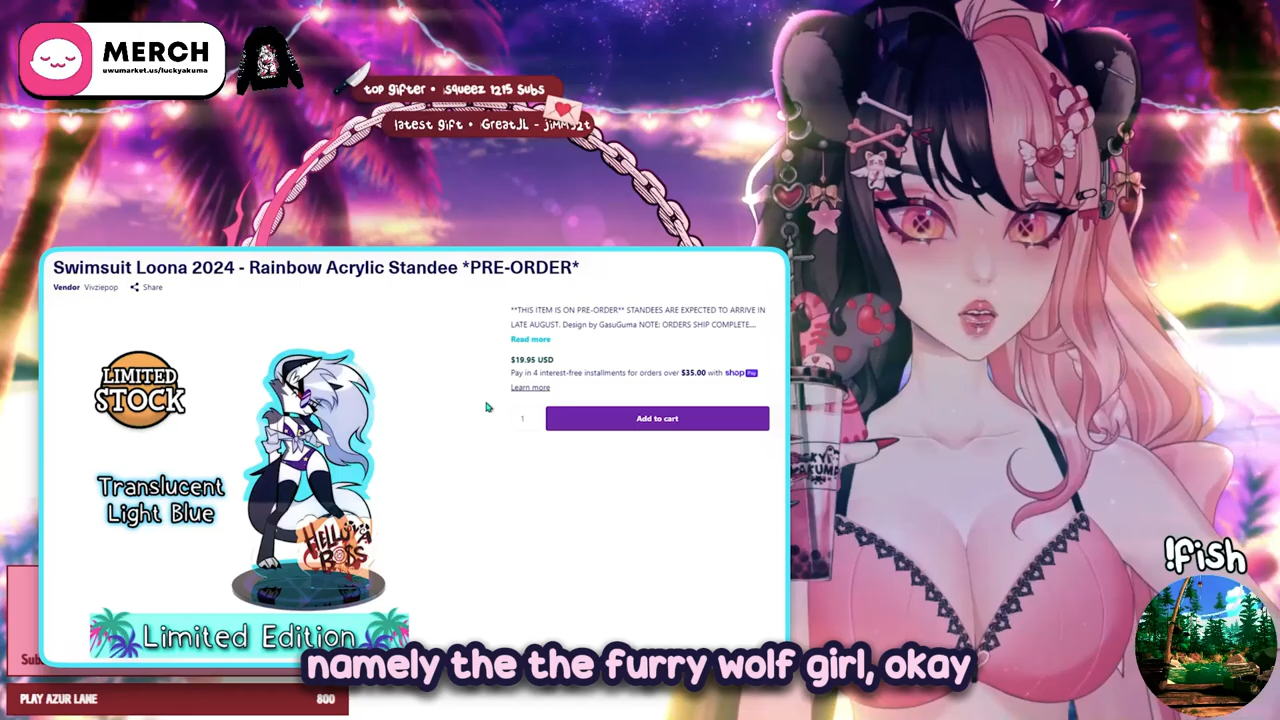 MERCH
uwumarket.us/luckyakuma
top gifter • squeez 1215 Subs
latest gift • GreatJL -
Swimsuit Loona 2024 - Rainbow Acrylic Standee *PRE-ORDER*
Vendor Vivziepop Share
**THIS ITEM IS ON PRE-ORDER** STANDEES ARE EXPECTED TO ARRIVE IN
LATE AUGUST. Design by GasuGuma NOTE: ORDERS SHIP COMPLETE...
Read more
$19.95 USD
Pay in 4 interest-free installments for orders over $35.00 with shop Pay
Learn more
1 Add to cart
LIMITED
STOCK
Translucent
Light Blue
HELLUVA
BOSS
Limited Edition
namely the the furry wolf girl, okay
PLAY AZUR LANE 800
!fish